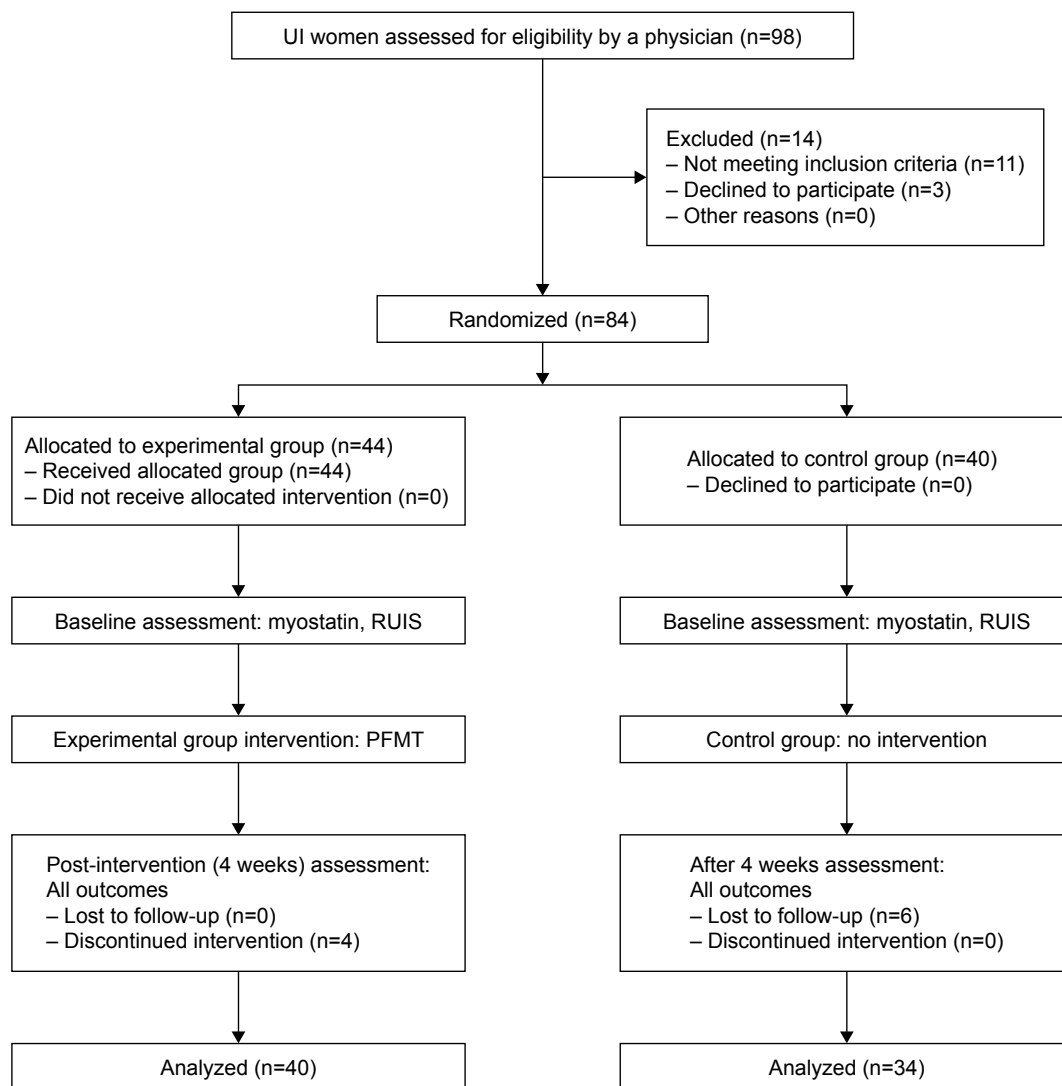 UI women assessed for eligibility by a physician (n=98)
Excluded (n=14)
– Not meeting inclusion criteria (n=11)
– Declined to participate (n=3)
– Other reasons (n=0)
Randomized (n=84)
Allocated to experimental group (n=44)
– Received allocated group (n=44)
– Did not receive allocated intervention (n=0)
Allocated to control group (n=40)
– Declined to participate (n=0)
Baseline assessment: myostatin, RUIS
Baseline assessment: myostatin, RUIS
Experimental group intervention: PFMT
Control group: no intervention
Post-intervention (4 weeks) assessment:
All outcomes
– Lost to follow-up (n=0)
– Discontinued intervention (n=4)
After 4 weeks assessment:
All outcomes
– Lost to follow-up (n=6)
– Discontinued intervention (n=0)
Analyzed (n=40)
Analyzed (n=34)